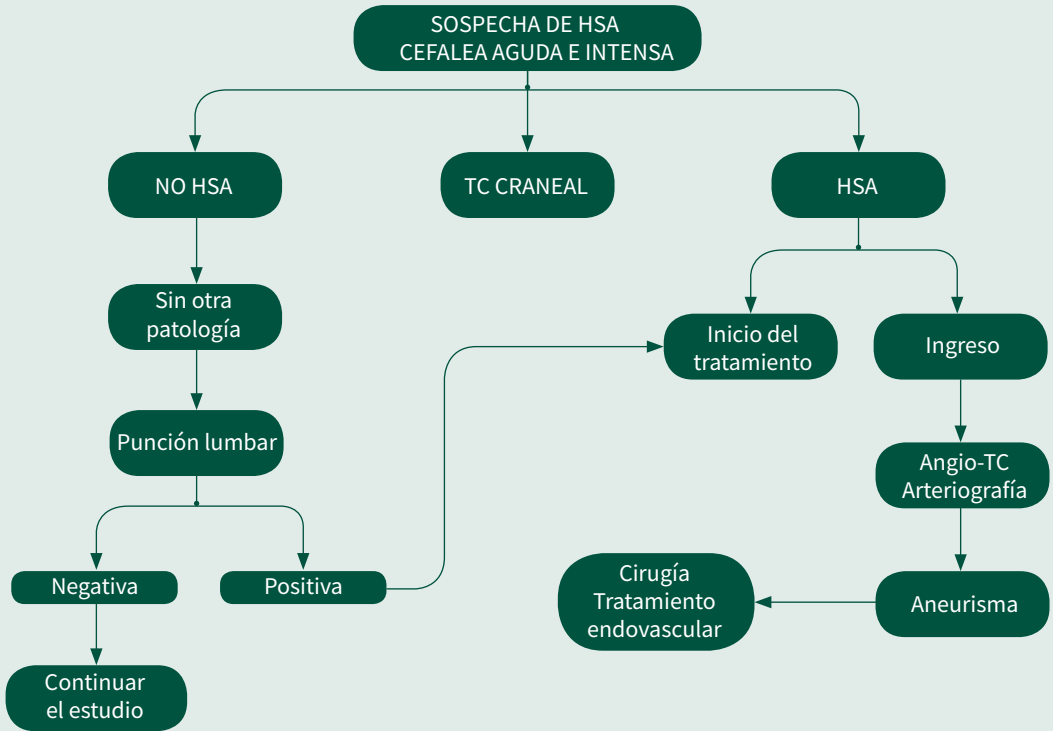 SOSPECHA DE HSA
CEFALEA AGUDA E INTENSA
NO HSA
TC CRANEAL
HSA
Sin otra
patología
Inicio del
tratamiento
Ingreso
Punción lumbar
Angio-TC
Arteriografía
Negativa
Positiva
Cirugía
Tratamiento
endovascular
Aneurisma
Continuar
el estudio